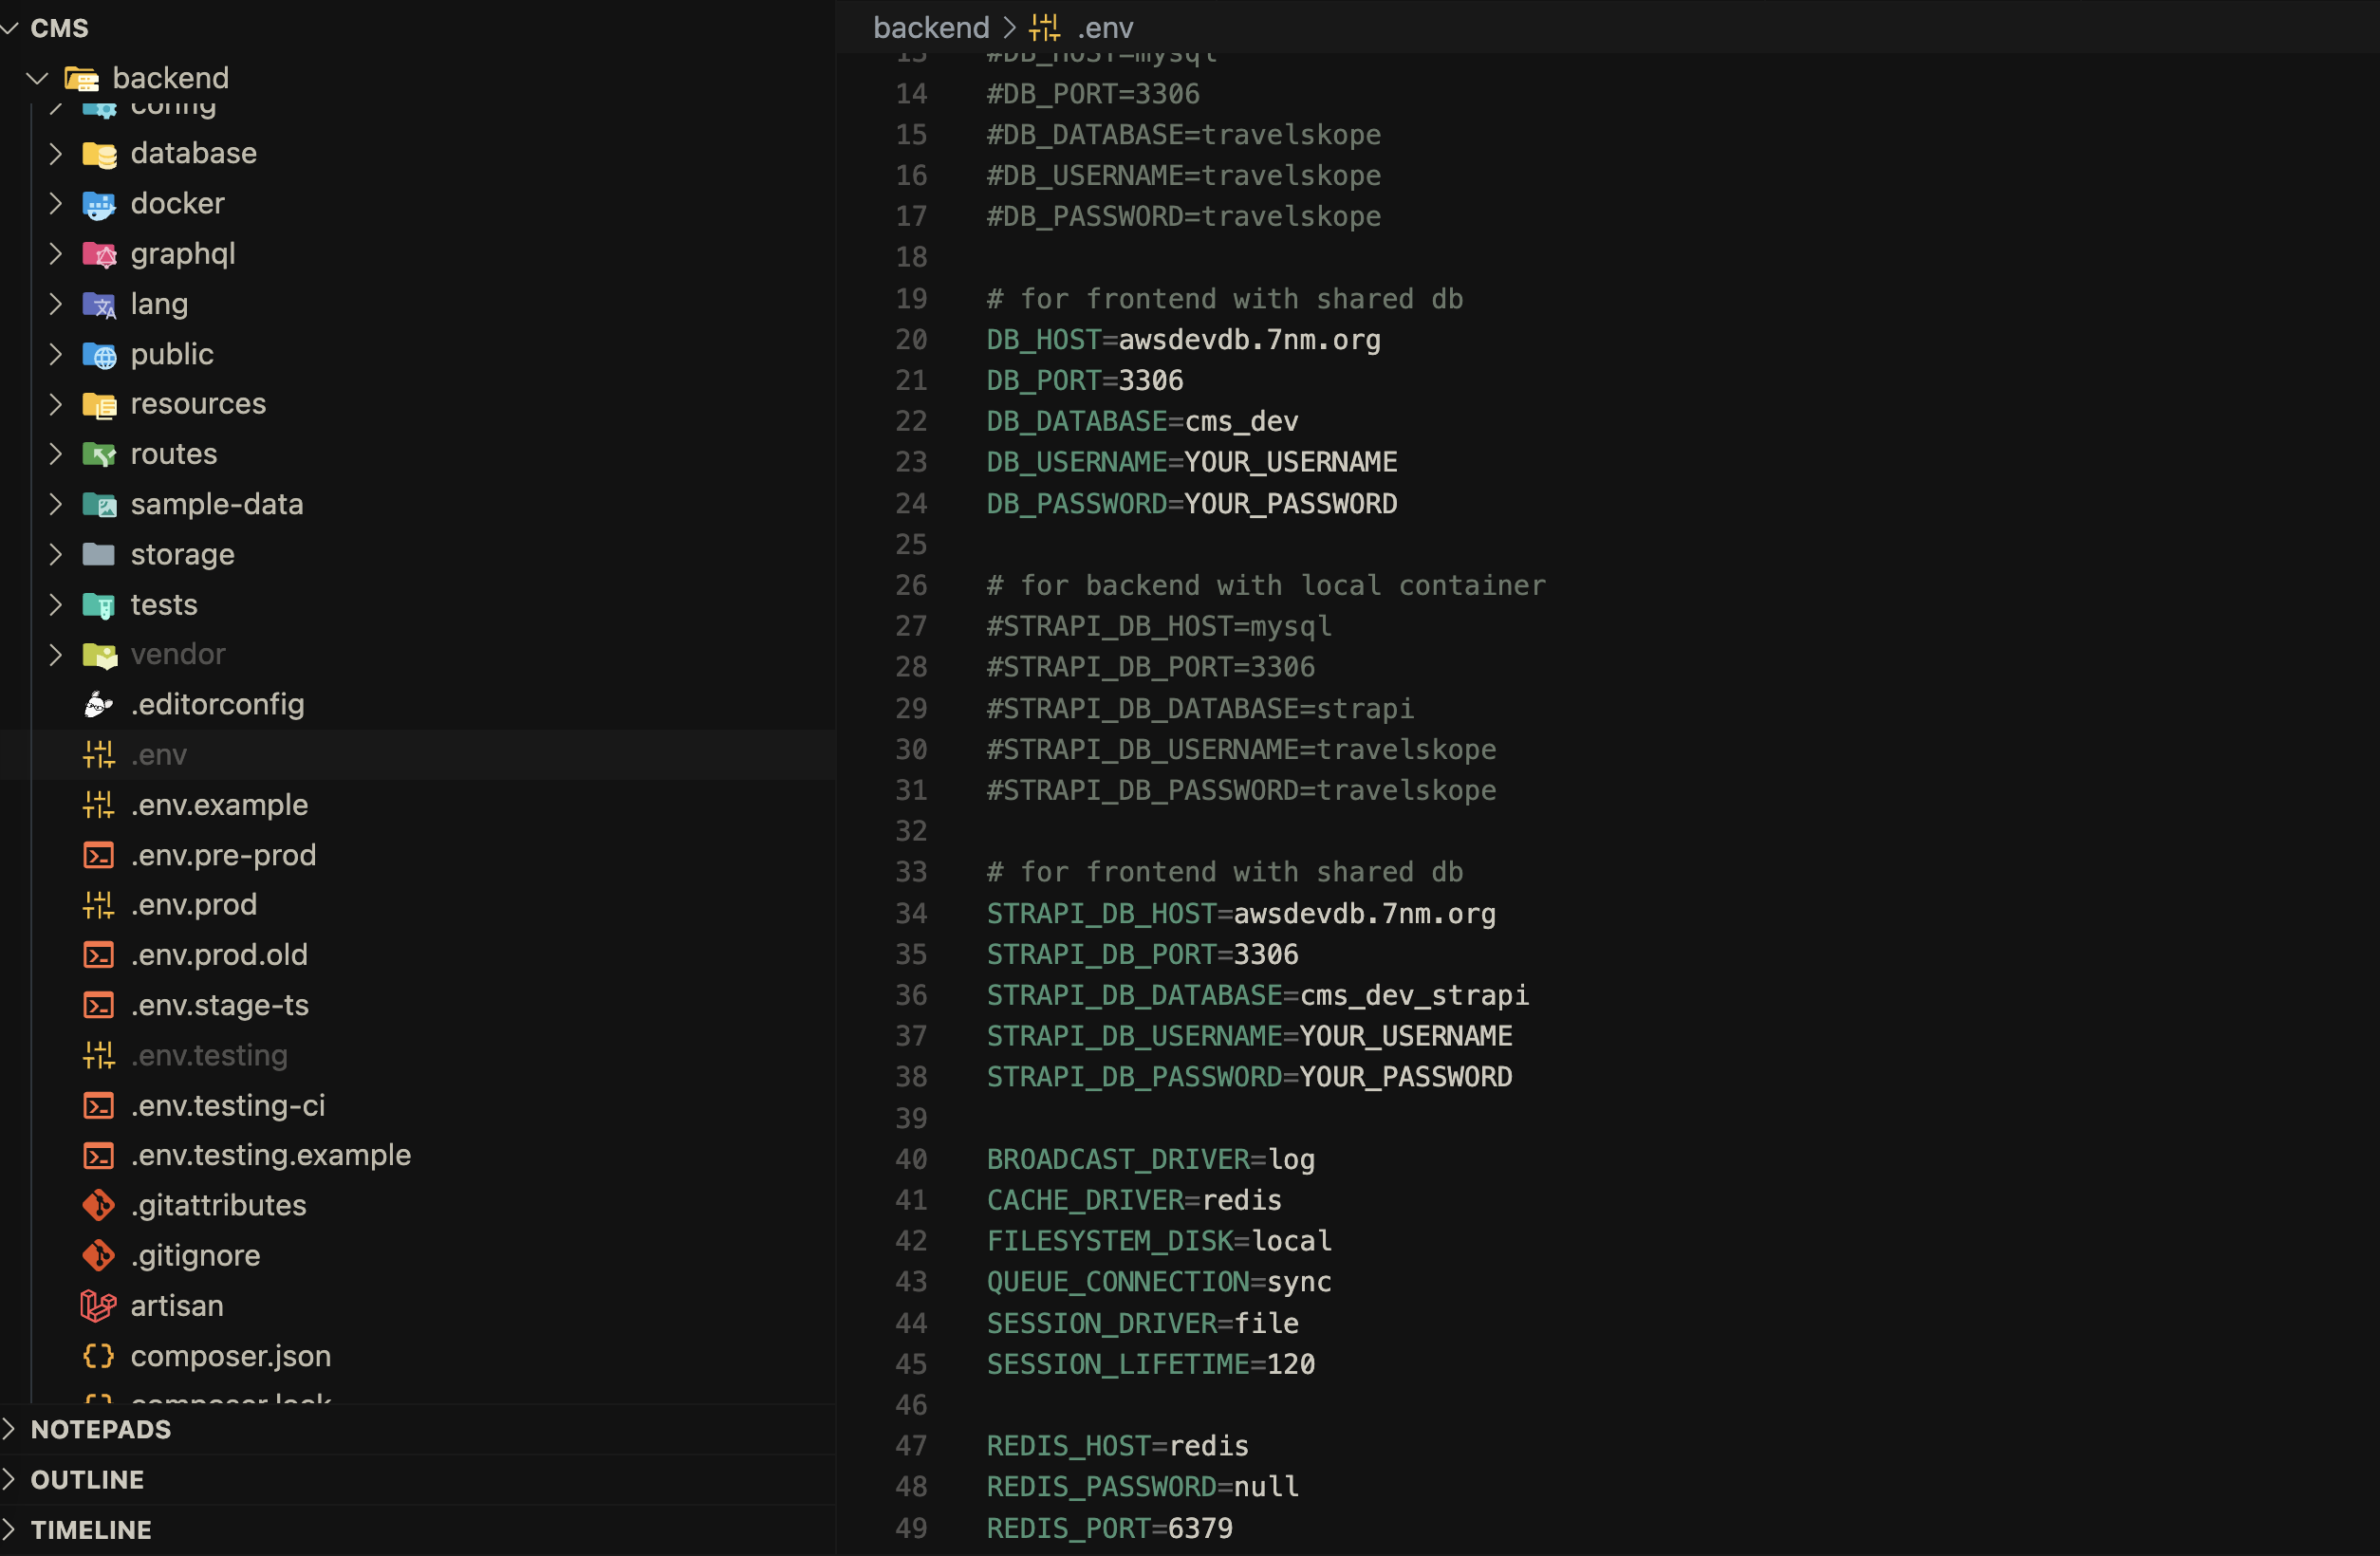 CMS
backend
config
database
docker
graphql
lang
public
resources
routes
sample-data
storage
tests
vendor
.editorconfig
.env
.env.example
.env.pre-prod
.env.prod
.env.prod.old
.env.stage-ts
.env.testing
.env.testing-ci
.env.testing.example
.gitattributes
.gitignore
artisan
composer.json
composer.lock
NOTEPADS
OUTLINE
TIMELINE
backend > .env
13 #DB_HOST=mysql
14 #DB_PORT=3306
15 #DB_DATABASE=travelskope
16 #DB_USERNAME=travelskope
17 #DB_PASSWORD=travelskope
18
19 # for frontend with shared db
20 DB_HOST=awsdevdb.7nm.org
21 DB_PORT=3306
22 DB_DATABASE=cms_dev
23 DB_USERNAME=YOUR_USERNAME
24 DB_PASSWORD=YOUR_PASSWORD
25
26 # for backend with local container
27 #STRAPI_DB_HOST=mysql
28 #STRAPI_DB_PORT=3306
29 #STRAPI_DB_DATABASE=strapi
30 #STRAPI_DB_USERNAME=travelskope
31 #STRAPI_DB_PASSWORD=travelskope
32
33 # for frontend with shared db
34 STRAPI_DB_HOST=awsdevdb.7nm.org
35 STRAPI_DB_PORT=3306
36 STRAPI_DB_DATABASE=cms_dev_strapi
37 STRAPI_DB_USERNAME=YOUR_USERNAME
38 STRAPI_DB_PASSWORD=YOUR_PASSWORD
39
40 BROADCAST_DRIVER=log
41 CACHE_DRIVER=redis
42 FILESYSTEM_DISK=local
43 QUEUE_CONNECTION=sync
44 SESSION_DRIVER=file
45 SESSION_LIFETIME=120
46
47 REDIS_HOST=redis
48 REDIS_PASSWORD=null
49 REDIS_PORT=6379